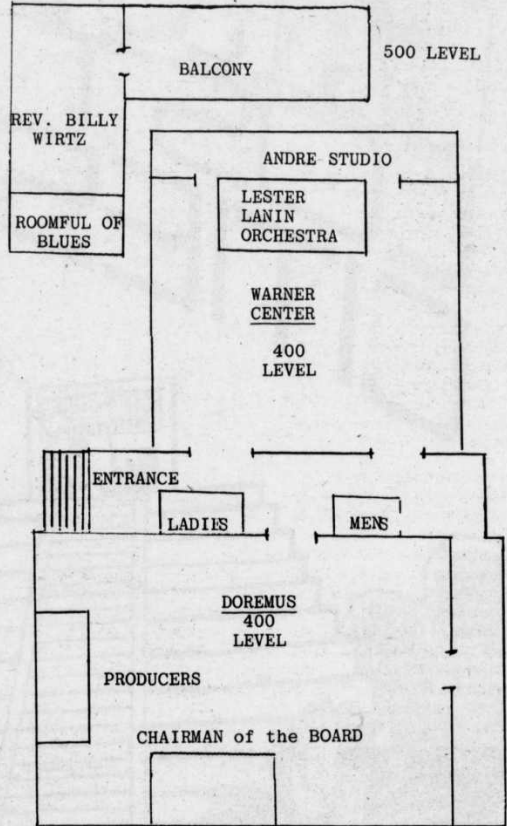 500 LEVEL
BALCONY
REV. BILLY
WIRTZ
ROOMFUL OF
BLUES
ANDRE STUDIO
LESTER
LANIN
ORCHESTRA
WARNER
CENTER
400
LEVEL
ENTRANCE
LADIES
MENS
DOREMUS
400
LEVEL
PRODUCERS
CHAIRMAN of the BOARD